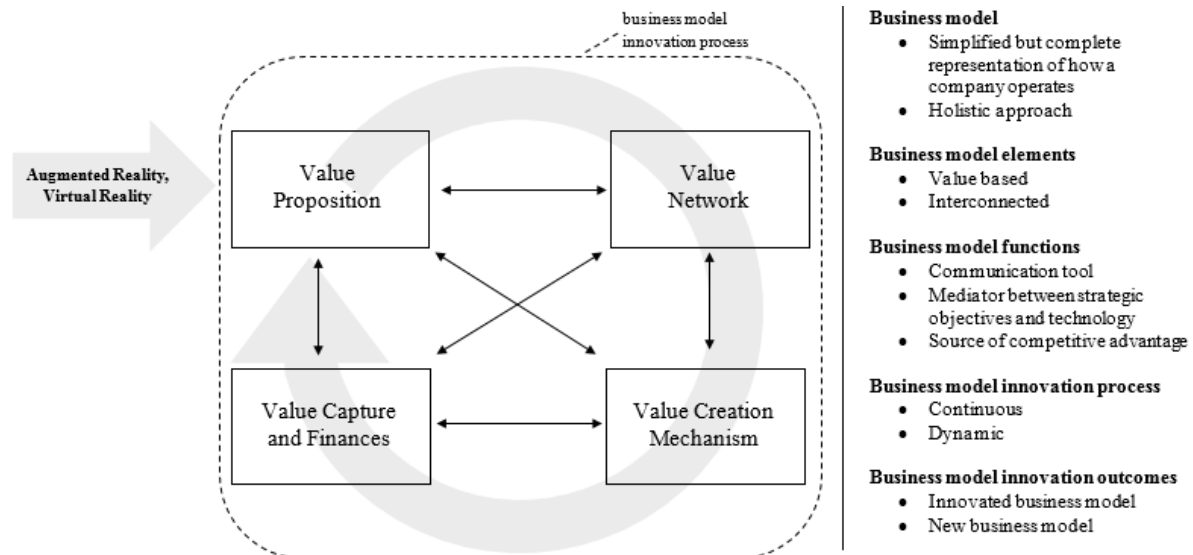 business model
innovation process
Augmented Reality,
Virtual Reality
Value
Proposition
Value
Network
Value Capture
and Finances
Value Creation
Mechanism
Business model
• Simplified but complete
representation of how a
company operates
• Holistic approach
Business model elements
• Value based
• Interconnected
Business model functions
• Communication tool
• Mediator between strategic
objectives and technology
• Source of competitive advantage
Business model innovation process
• Continuous
• Dynamic
Business model innovation outcomes
• Innovated business model
• New business model